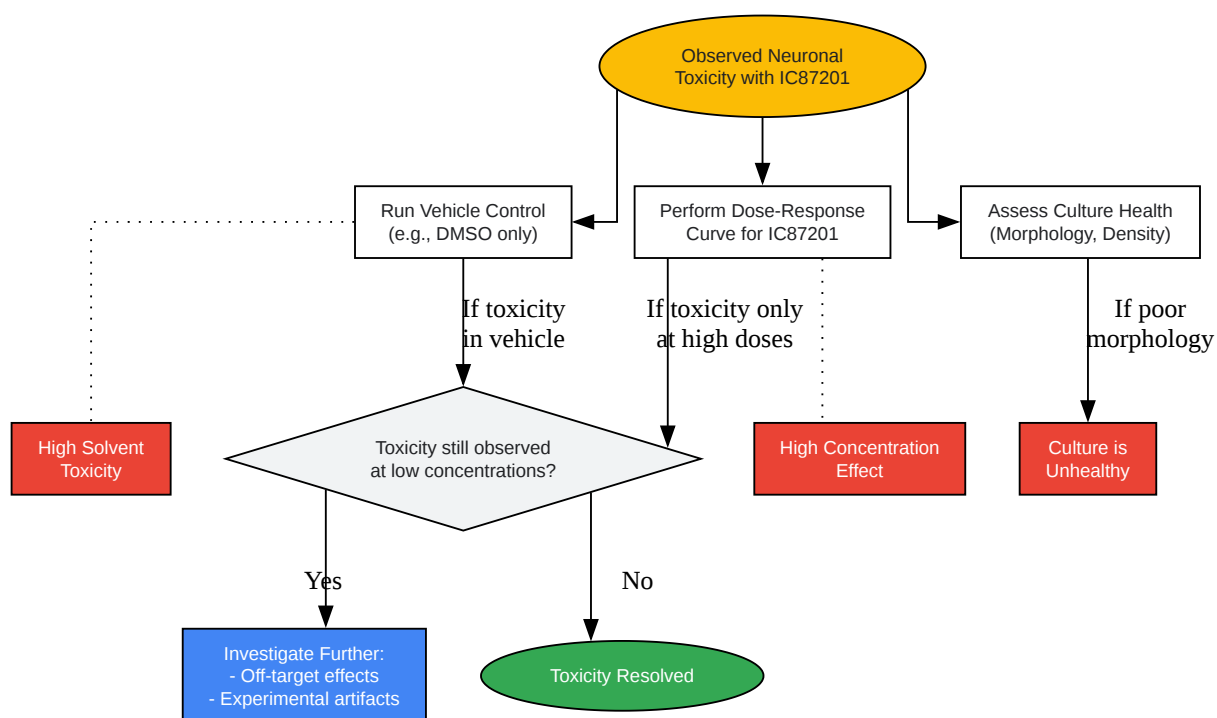 Observed Neuronal
Toxicity with IC87201
Run Vehicle Control
(e.g., DMSO only)
Perform Dose-Response
Curve for IC87201
Assess Culture Health
(Morphology, Density)
If toxicity
in vehicle
If toxicity only
at high doses
If poor
morphology
High Solvent
Toxicity
Toxicity still observed
at low concentrations?
High Concentration
Effect
Culture is
Unhealthy
Yes
No
Investigate Further:
- Off-target effects
- Experimental artifacts
Toxicity Resolved